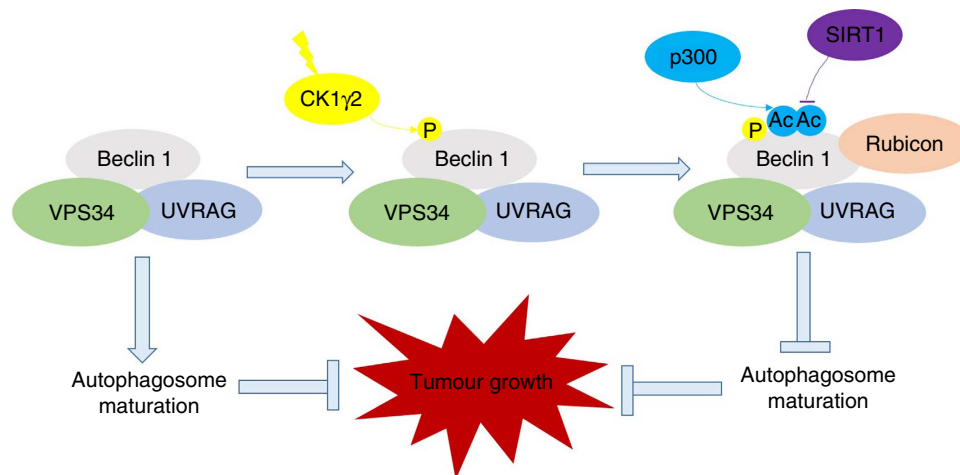 SIRT1
p300
CK1γ2
P
P
Ac Ac
Beclin 1
Beclin 1
Beclin 1
Rubicon
VPS34
UVRAG
VPS34
UVRAG
VPS34
UVRAG
Autophagosome
maturation
Tumour growth
Autophagosome
maturation